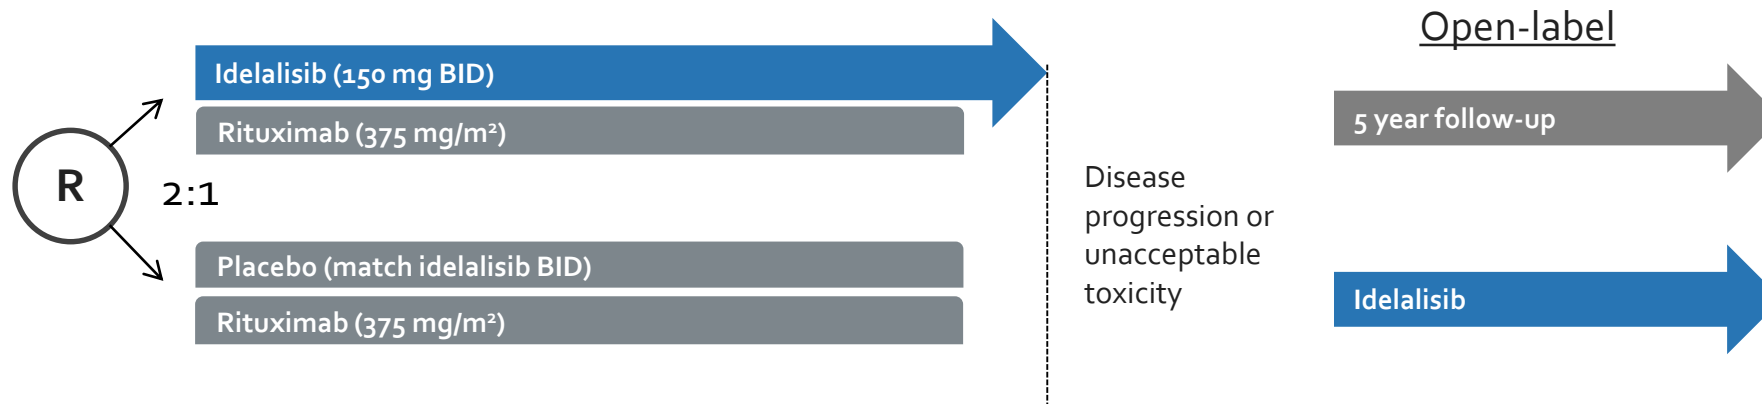 Open-label
Idelalisib (150 mg BID)
Rituximab (375 mg/m²)
5 year follow-up
R
2:1
Disease
progression or
unacceptable
toxicity
Placebo (match idelalisib BID)
Rituximab (375 mg/m²)
Idelalisib